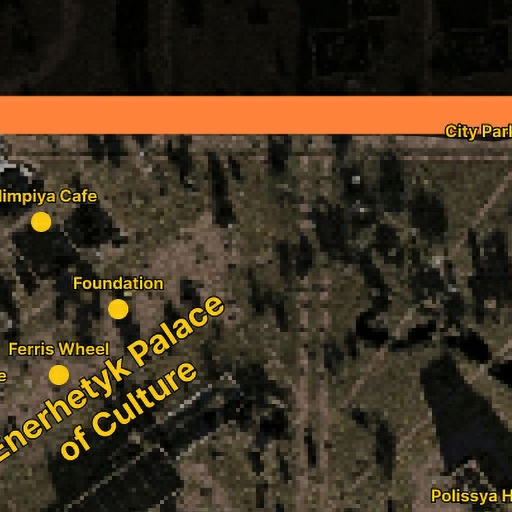 City Park
limpiya Cafe
Foundation
Ferris Wheel
e
Enerhetyk Palace
of Culture
Polissya H